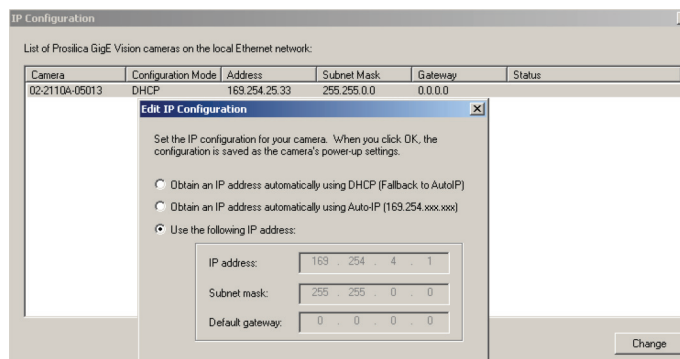 IP Configuration
List of Prosilica GigE Vision cameras on the local Ethernet network:
Camera Configuration Mode Address Subnet Mask Gateway Status
02-2110A-05013 DHCP 169.254.25.33 255.255.0.0 0.0.0.0
Edit IP Configuration
Set the IP configuration for your camera. When you click OK, the
configuration is saved as the camera's power-up settings.
Obtain an IP address automatically using DHCP (Fallback to AutoIP)
Obtain an IP address automatically using Auto-IP (169.254.xxx.xxx)
Use the following IP address:
IP address: 169 . 254 . 4 . 1
Subnet mask: 255 . 255 . 0 . 0
Default gateway: 0 . 0 . 0 . 0
Change